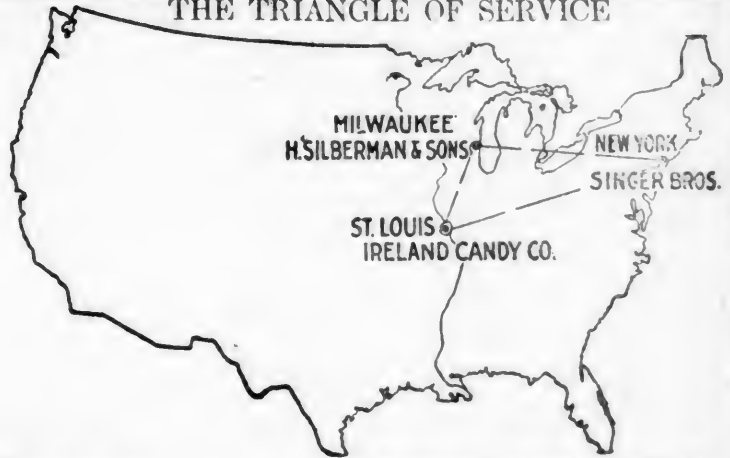 THE TRIANGLE OF SERVICE
MILWAUKEE
H. SILBERMAN & SONS
NEW YORK
SINGER BROS.
ST. LOUIS
IRELAND CANDY CO.